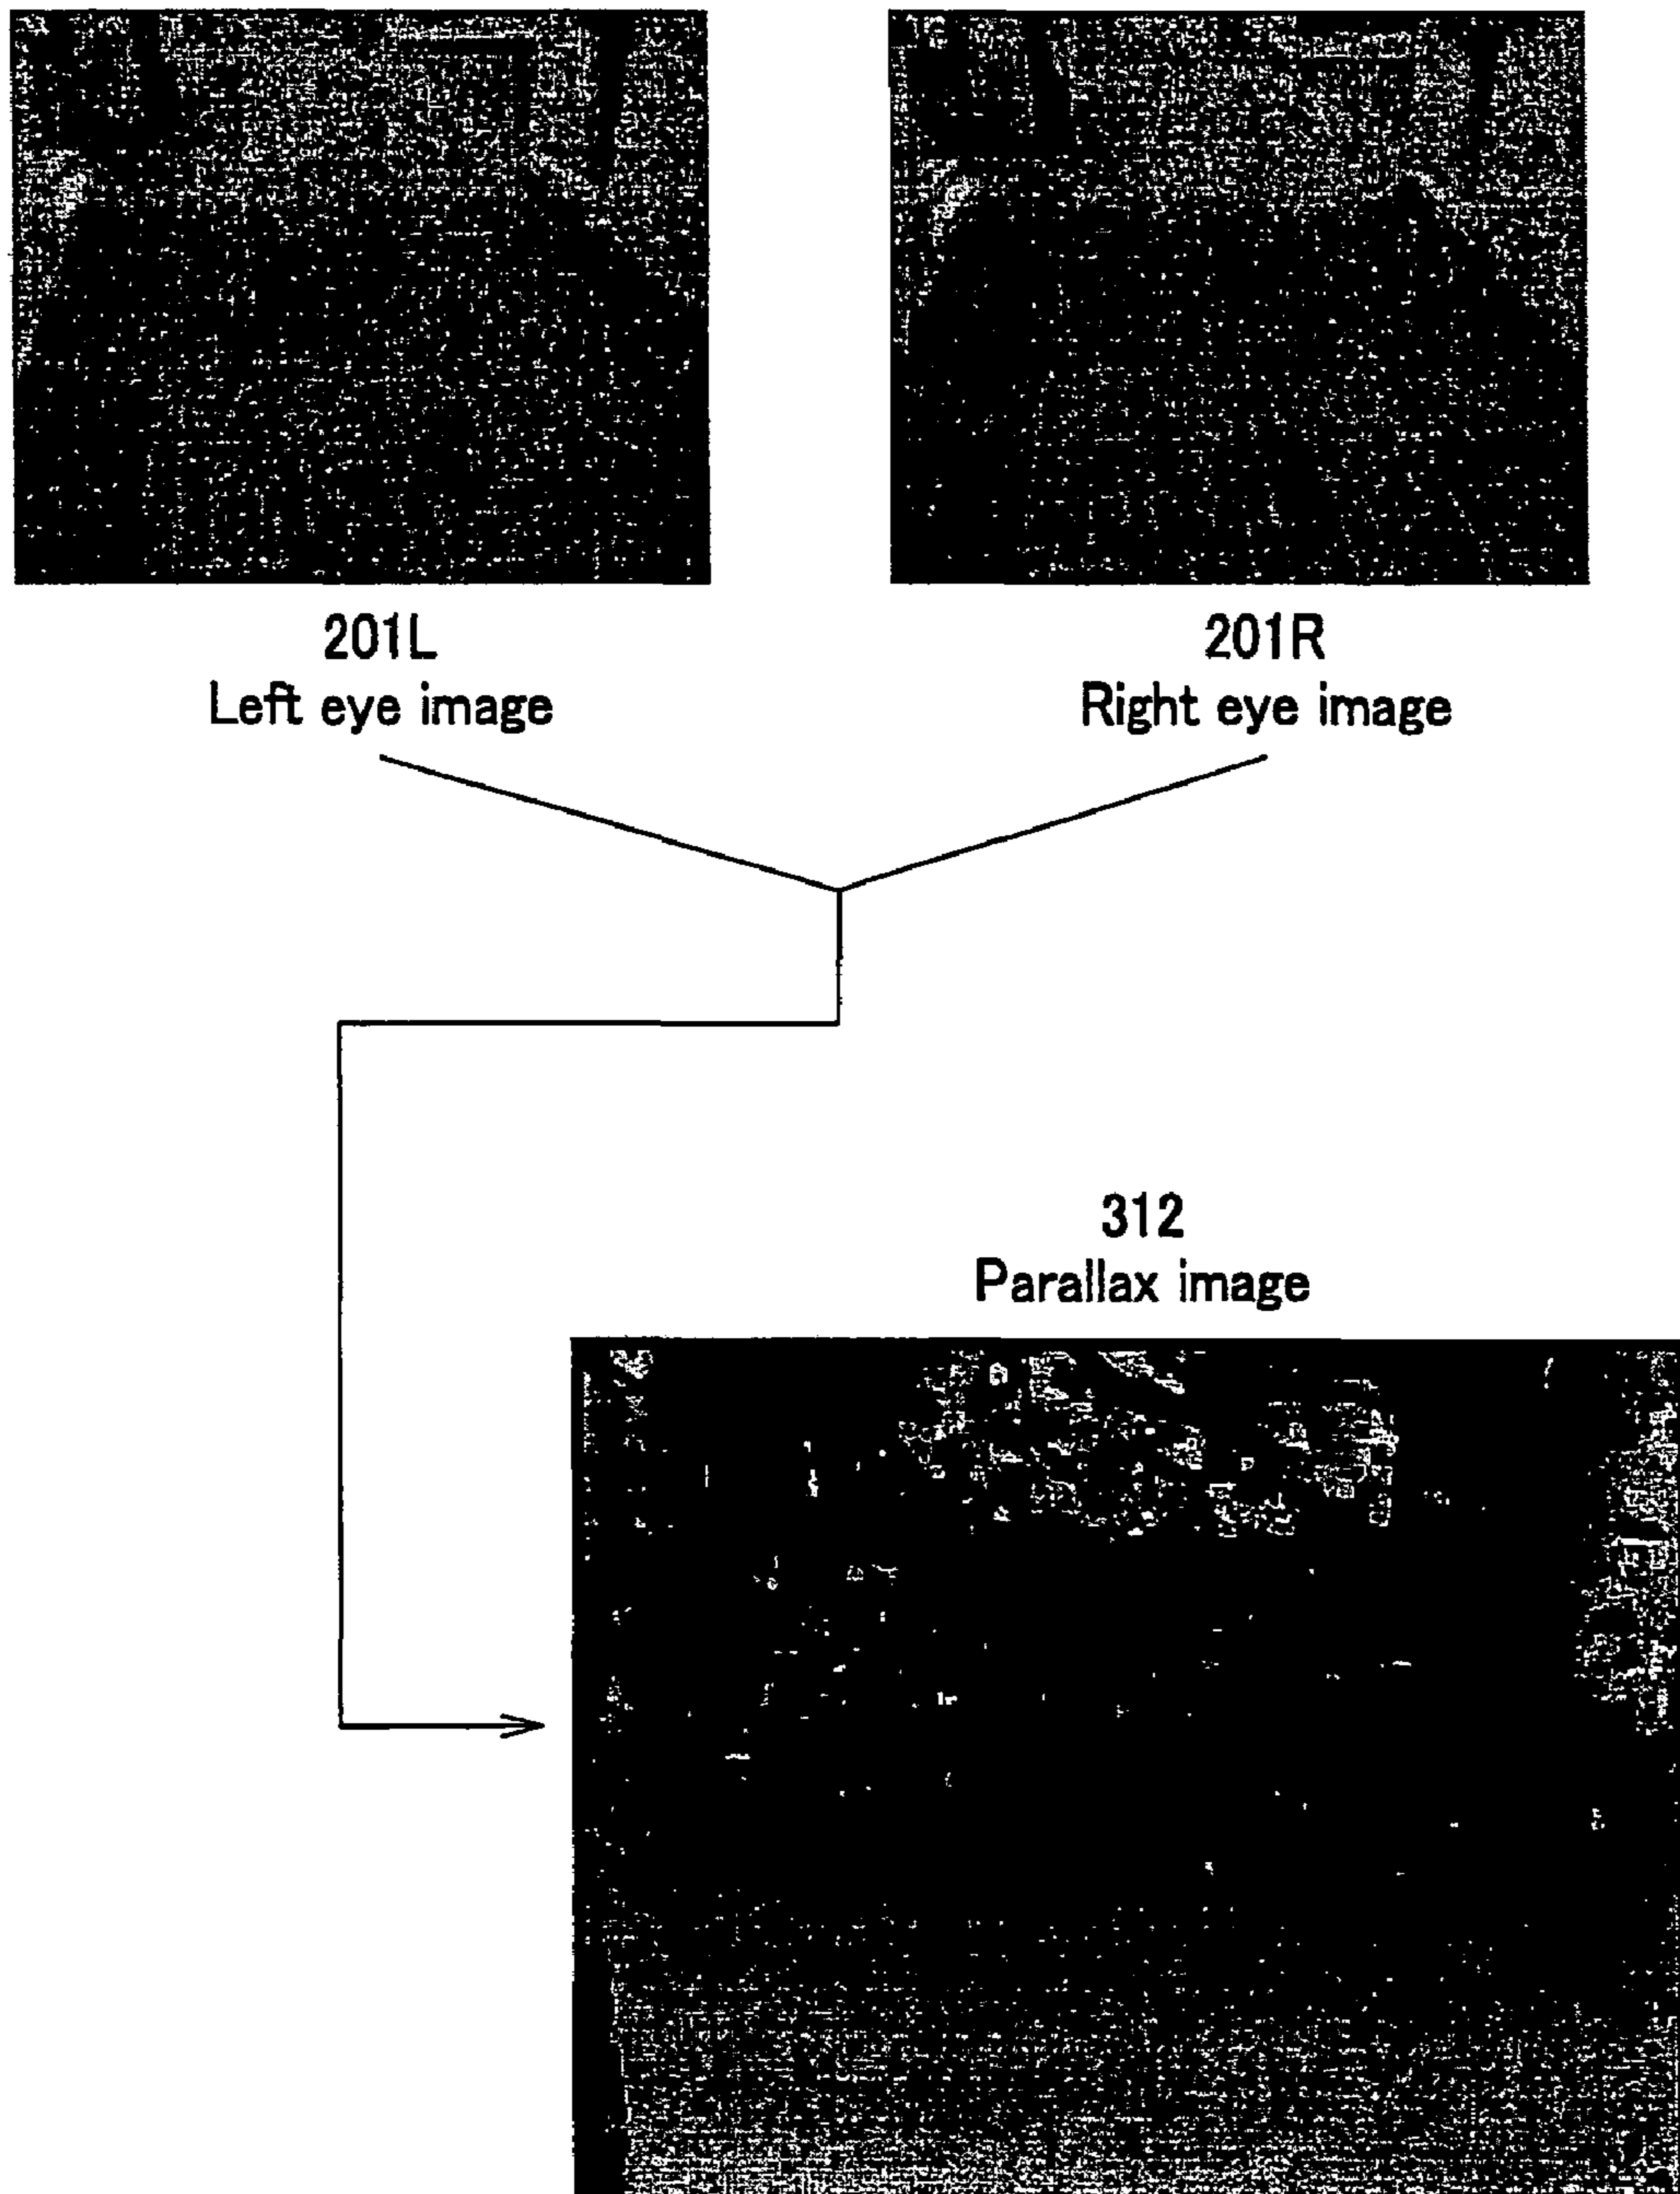 201L
Left eye image
201R
Right eye image
312
Parallax image